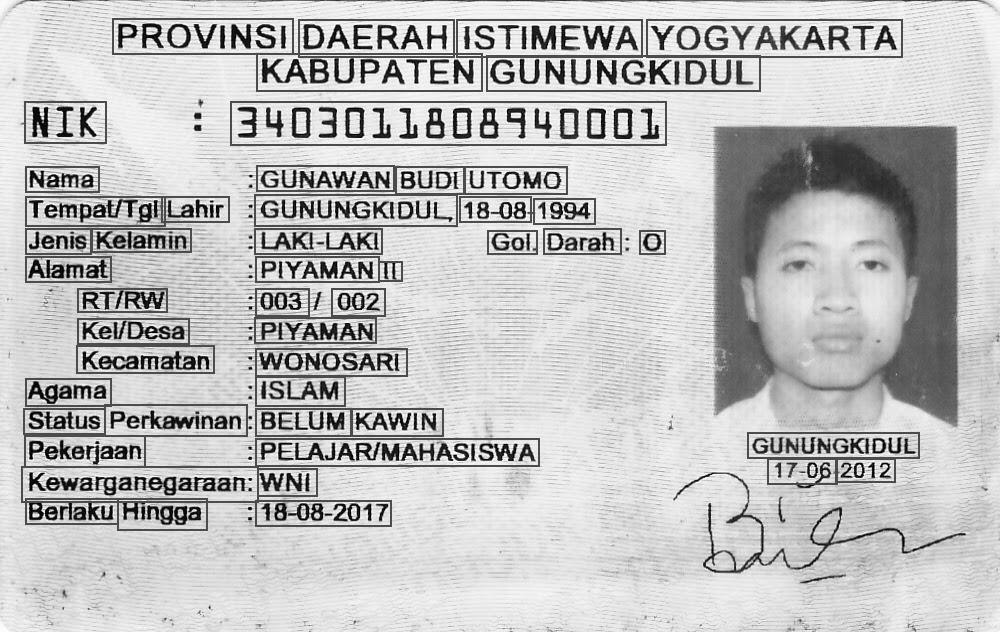 PROVINSI DAERAH ISTIMEWA YOGYAKARTA
KABUPATEN GUNUNGKIDUL
NIK : 3403011808940001
Nama : GUNAWAN BUDI UTOMO
Tempat/Tgl Lahir : GUNUNGKIDUL, 18-08-1994
Jenis Kelamin : LAKI-LAKI Gol. Darah : O
Alamat : PIYAMAN II
RT/RW : 003 / 002
Kel/Desa : PIYAMAN
Kecamatan : WONOSARI
Agama : ISLAM
Status Perkawinan : BELUM KAWIN
Pekerjaan : PELAJAR/MAHASISWA
Kewarganegaraan : WNI
Berlaku Hingga : 18-08-2017
GUNUNGKIDUL
17-06-2012